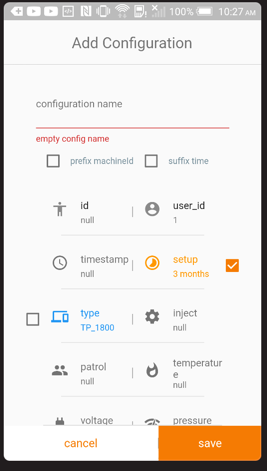 100% 10:27 AM
Add Configuration
configuration name
empty config name
prefix machineId suffix time
id user_id
null 1
timestamp setup
null 3 months
type inject
TP_1800 null
patrol temperatur
null e
null
voltage pressure
cancel save